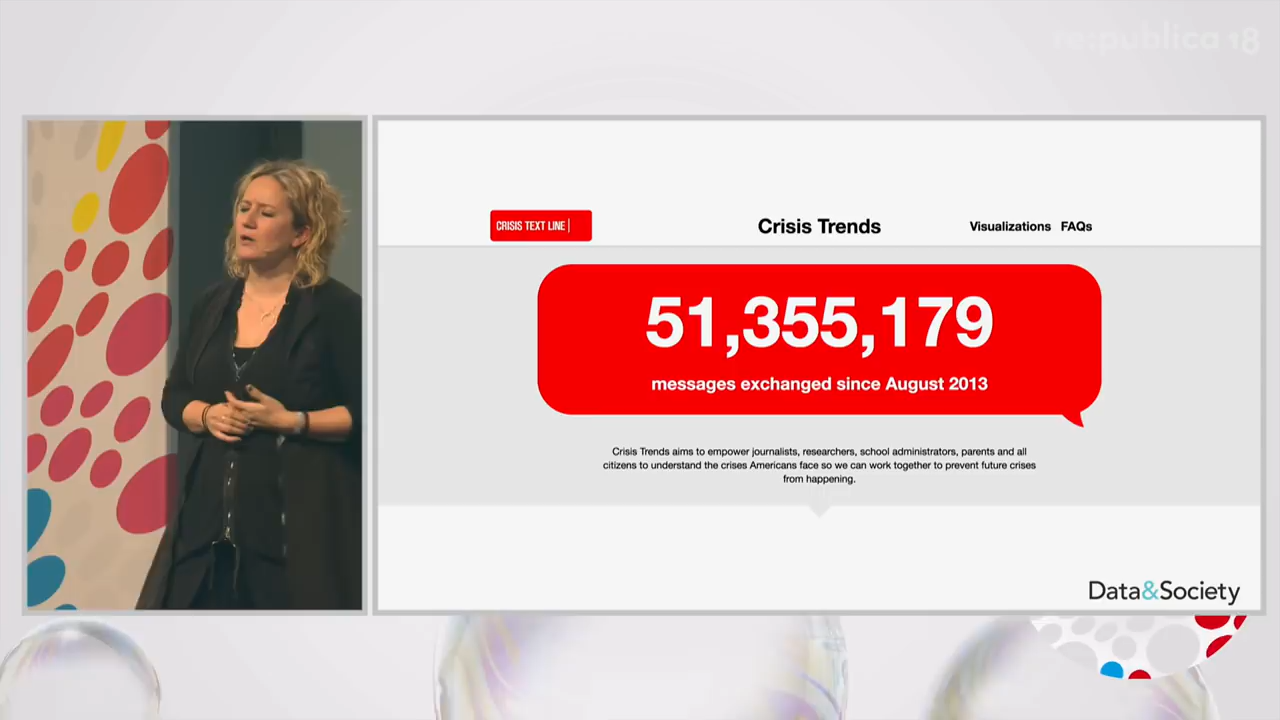 re:publica 18
CRISIS TEXT LINE
Crisis Trends
Visualizations FAQs
51,355,179
messages exchanged since August 2013
Crisis Trends aims to empower journalists, researchers, school administrators, parents and all
citizens to understand the crises Americans face so we can work together to prevent future crises
from happening.
Data&Society